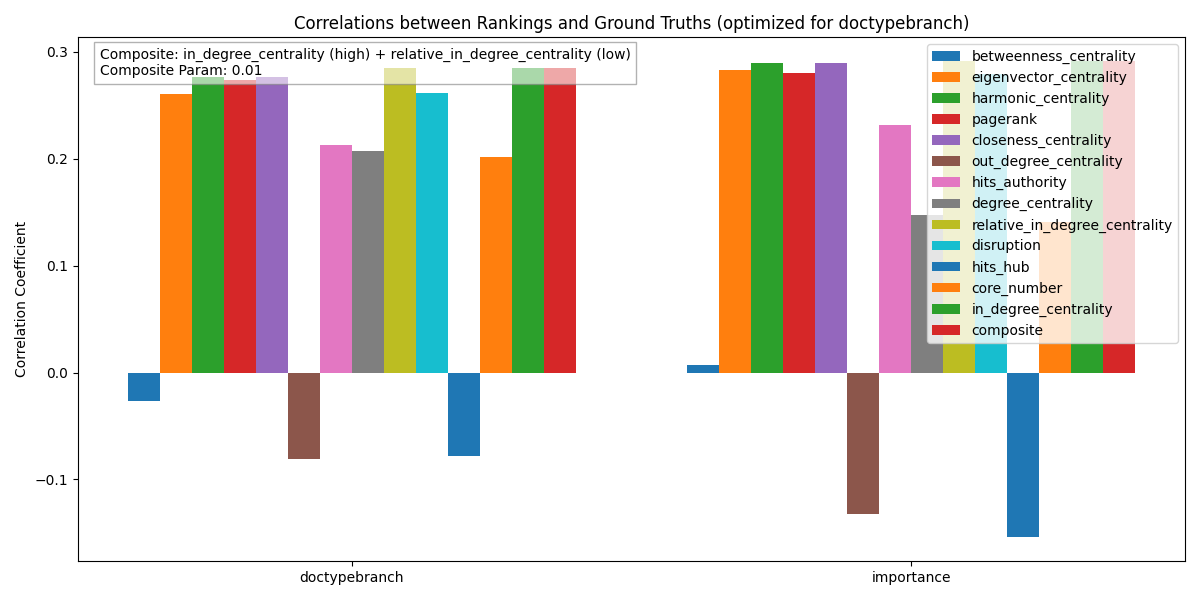 Correlations between Rankings and Ground Truths (optimized for doctypebranch)
Composite: in_degree_centrality (high) + relative_in_degree_centrality (low)
Composite Param: 0.01
betweenness_centrality
eigenvector_centrality
harmonic_centrality
pagerank
closeness_centrality
out_degree_centrality
hits_authority
degree_centrality
relative_in_degree_centrality
disruption
hits_hub
core_number
in_degree_centrality
composite
Correlation Coefficient
0.3
0.2
0.1
0.0
−0.1
doctypebranch
importance